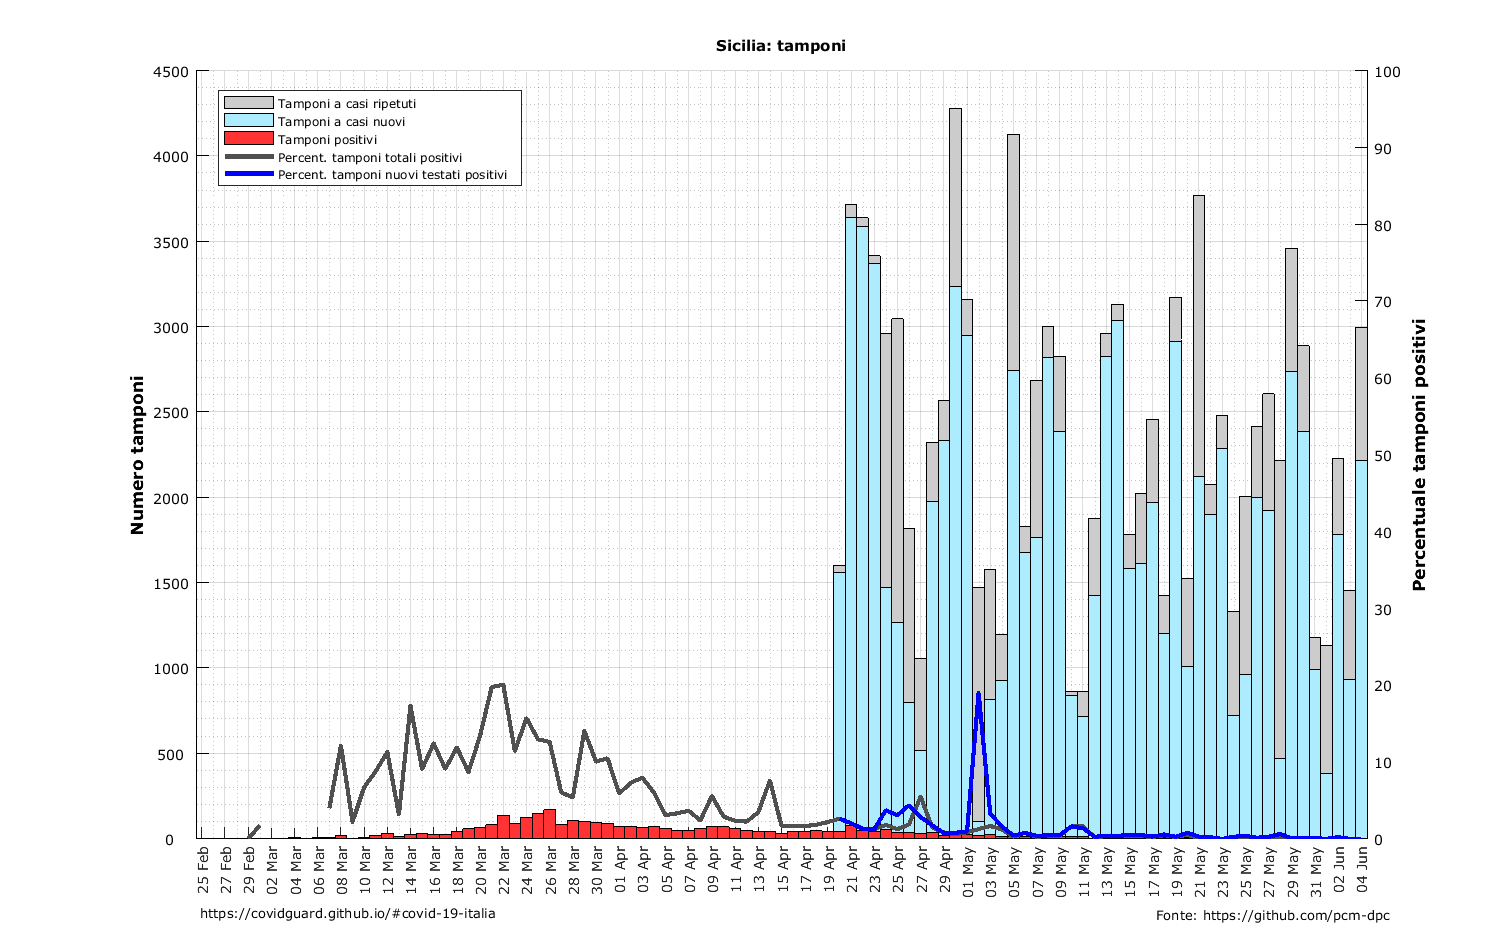 Sicilia: tamponi
4500
4000
3500
3000
2500
2000
1500
1000
500
0
Numero tamponi
Tamponi a casi ripetuti
Tamponi a casi nuovi
Tamponi positivi
Percent. tamponi totali positivi
Percent. tamponi nuovi testati positivi
100
90
80
70
60
50
40
30
20
10
0
Percentuale tamponi positivi
25 Feb
27 Feb
29 Feb
02 Mar
04 Mar
06 Mar
08 Mar
10 Mar
12 Mar
14 Mar
16 Mar
18 Mar
20 Mar
22 Mar
24 Mar
26 Mar
28 Mar
30 Mar
01 Apr
03 Apr
05 Apr
07 Apr
09 Apr
11 Apr
13 Apr
15 Apr
17 Apr
19 Apr
21 Apr
23 Apr
25 Apr
27 Apr
29 Apr
01 May
03 May
05 May
07 May
09 May
11 May
13 May
15 May
17 May
19 May
21 May
23 May
25 May
27 May
29 May
31 May
02 Jun
04 Jun
https://covidguard.github.io/#covid-19-italia
Fonte: https://github.com/pcm-dpc